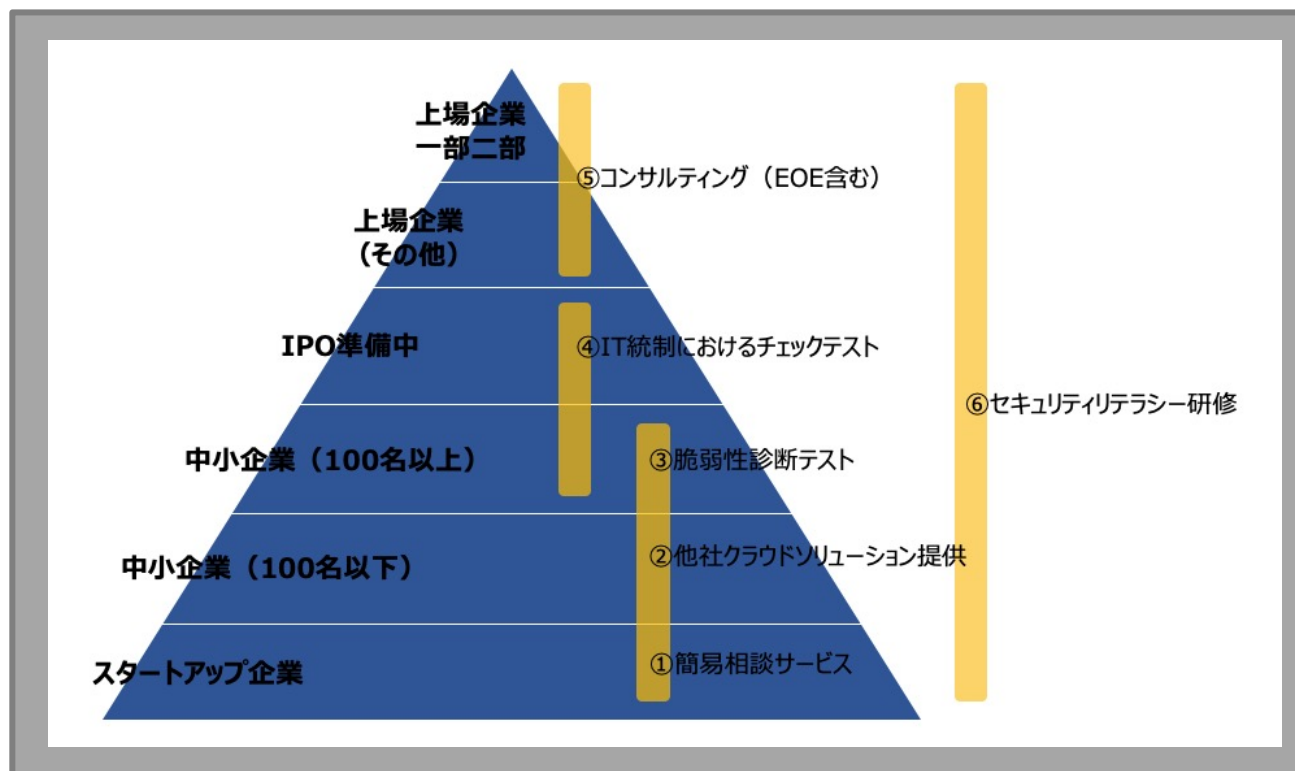 上場企業
一部二部
⑤コンサルティング（EOE含む）
上場企業
（その他）
IPO準備中
④IT統制におけるチェックテスト
⑥セキュリティリテラシー研修
中小企業（100名以上）
③脆弱性診断テスト
中小企業（100名以下）
②他社クラウドソリューション提供
スタートアップ企業
①簡易相談サービス